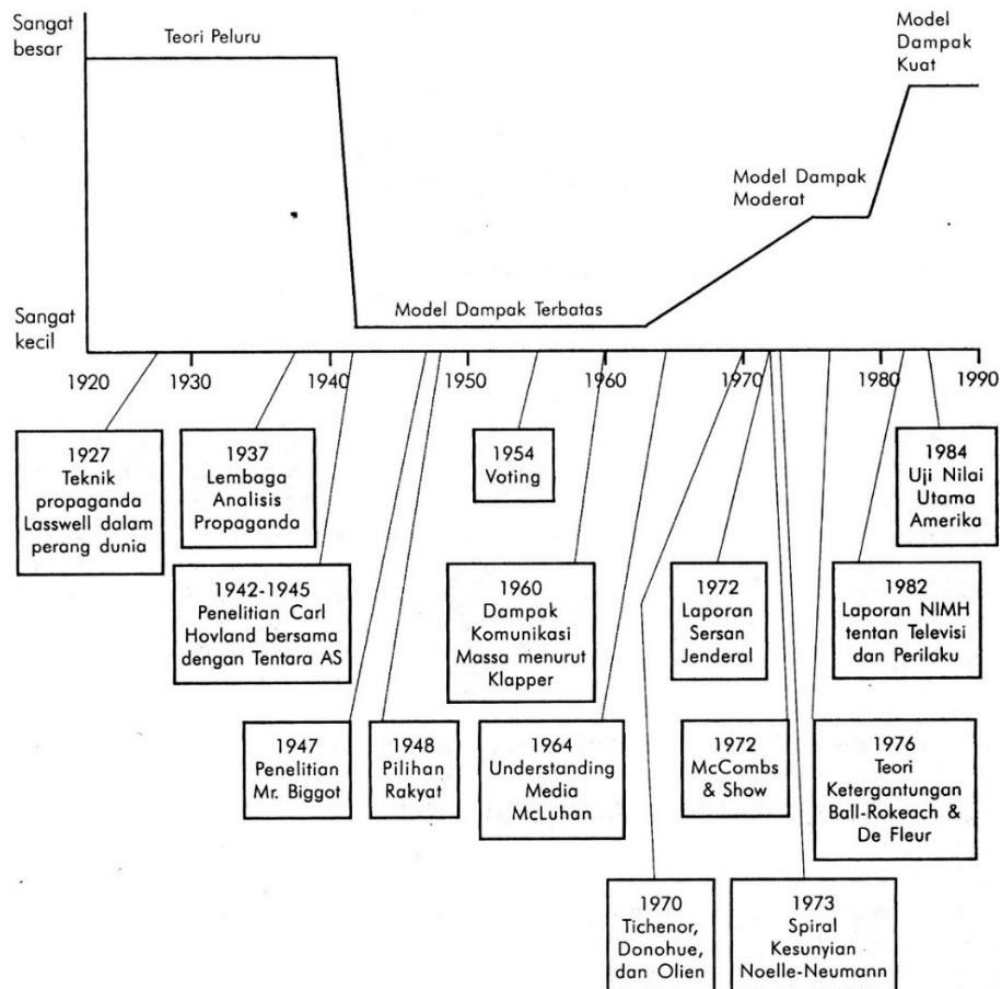 Sangat
besar
Teori Peluru
Model
Dampak
Kuat
Model Dampak
Moderat
Model Dampak Terbatas
Sangat
kecil
1920 1930 1940 1950 1960 1970 1980 1990
1927
Teknik
propaganda
Lasswell dalam
perang dunia
1937
Lembaga
Analisis
Propaganda
1954
Voting
1984
Uji Nilai
Utama
Amerika
1942-1945
Penelitian Carl
Hovland bersama
dengan Tentara AS
1960
Dampak
Komunikasi
Massa menurut
Klapper
1972
Laporan
Sersan
Jenderal
1982
Laporan NIMH
tentan Televisi
dan Perilaku
1947
Penelitian
Mr. Biggot
1948
Pilihan
Rakyat
1964
Understanding
Media
McLuhan
1972
McCombs
& Show
1976
Teori
Ketergantungan
Ball-Rokeach &
De Fleur
1970
Tichenor,
Donohue,
dan Olien
1973
Spiral
Kesunyian
Noelle-Neumann